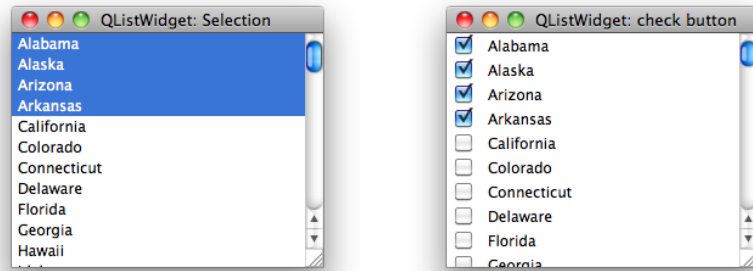 QListWidget: Selection
Alabama
Alaska
Arizona
Arkansas
California
Colorado
Connecticut
Delaware
Florida
Georgia
Hawaii
QListWidget: check button
Alabama
Alaska
Arizona
Arkansas
California
Colorado
Connecticut
Delaware
Florida
Georgia